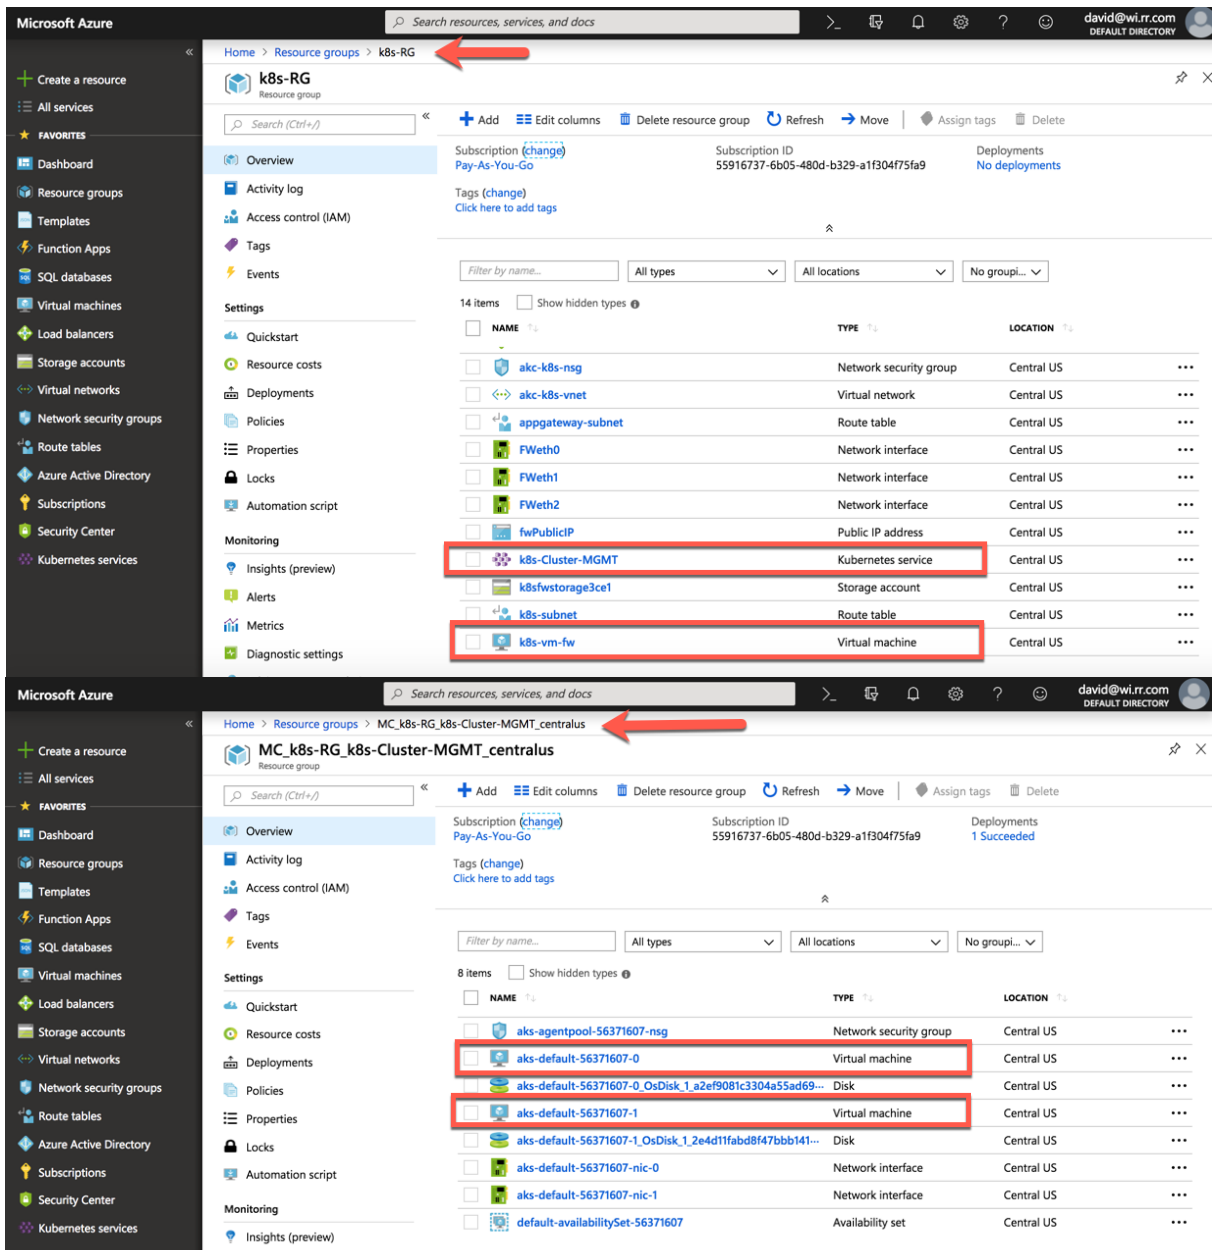 Microsoft Azure
Search resources, services, and docs
david@wi.rr.com
DEFAULT DIRECTORY
Home > Resource groups > k8s-RG
Create a resource
All services
FAVORITES
Dashboard
Resource groups
Templates
Function Apps
SQL databases
Virtual machines
Load balancers
Storage accounts
Virtual networks
Network security groups
Route tables
Azure Active Directory
Subscriptions
Security Center
Kubernetes services
k8s-RG
Resource group
Search (Ctrl+/)
Overview
Activity log
Access control (IAM)
Tags
Events
Settings
Quickstart
Resource costs
Deployments
Policies
Properties
Locks
Automation script
Monitoring
Insights (preview)
Alerts
Metrics
Diagnostic settings
Add Edit columns Delete resource group Refresh Move Assign tags Delete
Subscription (change) Subscription ID Deployments
Pay-As-You-Go 55916737-6b05-480d-b329-a1f304f75fa9 No deployments
Tags (change)
Click here to add tags
Filter by name... All types All locations No groupi...
14 items Show hidden types
NAME TYPE LOCATION
akc-k8s-nsg Network security group Central US
akc-k8s-vnet Virtual network Central US
appgateway-subnet Route table Central US
FWeth0 Network interface Central US
FWeth1 Network interface Central US
FWeth2 Network interface Central US
fwPublicIP Public IP address Central US
k8s-Cluster-MGMT Kubernetes service Central US
k8sfwstorage3ce1 Storage account Central US
k8s-subnet Route table Central US
k8s-vm-fw Virtual machine Central US
Microsoft Azure
Search resources, services, and docs
david@wi.rr.com
DEFAULT DIRECTORY
Home > Resource groups > MC_k8s-RG_k8s-Cluster-MGMT_centralus
Create a resource
All services
FAVORITES
Dashboard
Resource groups
Templates
Function Apps
SQL databases
Virtual machines
Load balancers
Storage accounts
Virtual networks
Network security groups
Route tables
Azure Active Directory
Subscriptions
Security Center
Kubernetes services
MC_k8s-RG_k8s-Cluster-MGMT_centralus
Resource group
Search (Ctrl+/)
Overview
Activity log
Access control (IAM)
Tags
Events
Settings
Quickstart
Resource costs
Deployments
Policies
Properties
Locks
Automation script
Monitoring
Insights (preview)
Add Edit columns Delete resource group Refresh Move Assign tags Delete
Subscription (change) Subscription ID Deployments
Pay-As-You-Go 55916737-6b05-480d-b329-a1f304f75fa9 1 Succeeded
Tags (change)
Click here to add tags
Filter by name... All types All locations No groupi...
8 items Show hidden types
NAME TYPE LOCATION
aks-agentpool-56371607-nsg Network security group Central US
aks-default-56371607-0 Virtual machine Central US
aks-default-56371607-0_OsDisk_1_a2ef9081c3304a55ad69··· Disk Central US
aks-default-56371607-1 Virtual machine Central US
aks-default-56371607-1_OsDisk_1_2e4d11fabd8f47bbb141··· Disk Central US
aks-default-56371607-nic-0 Network interface Central US
aks-default-56371607-nic-1 Network interface Central US
default-availabilitySet-56371607 Availability set Central US